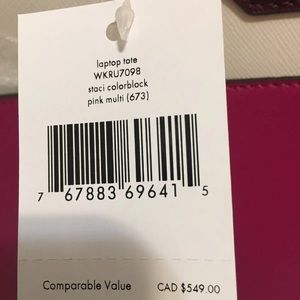 laptop tote
WKRU7098
staci colorblock
pink multi (673)
7 67883 69641 5
Comparable Value CAD $549.00